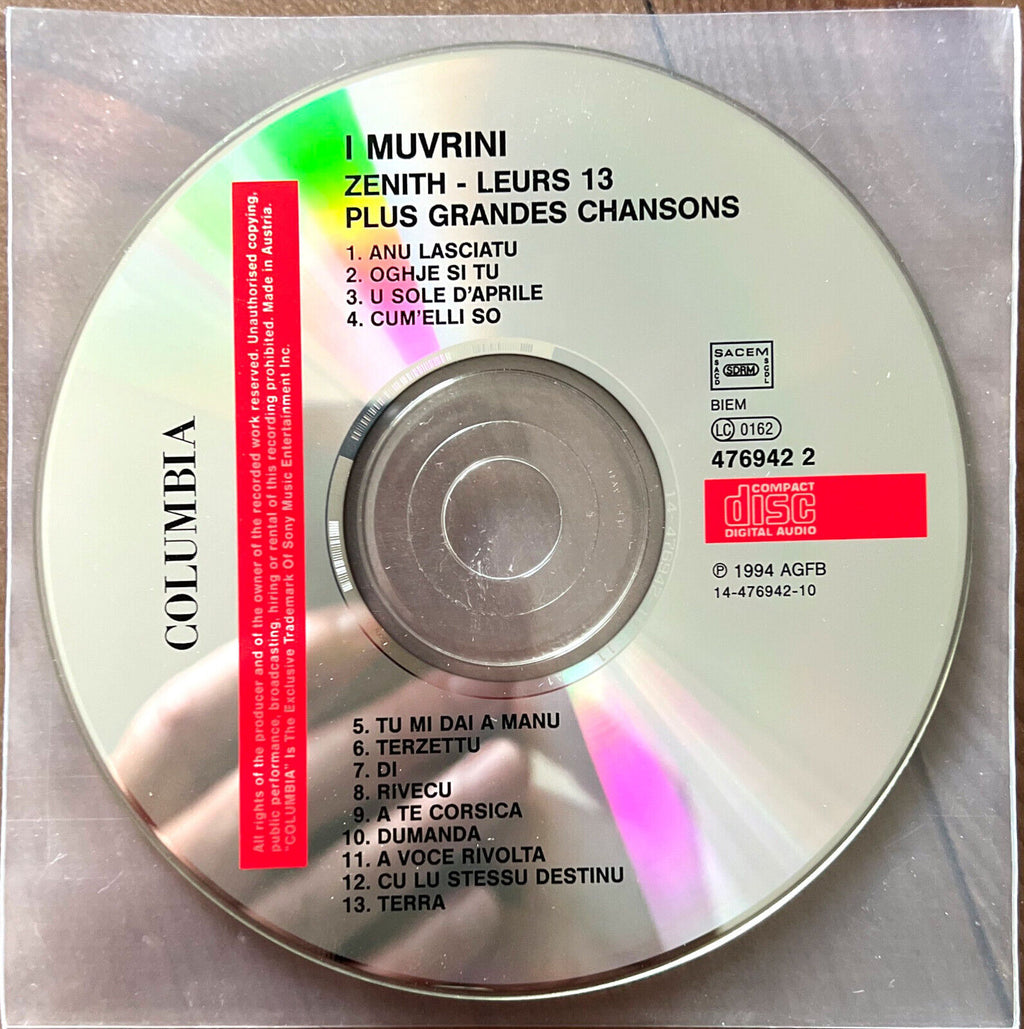 I MUVRINI
ZENITH - LEURS 13
PLUS GRANDES CHANSONS
1. ANU LASCIATU
2. OGHJE SI TU
3. U SOLE D'APRILE
4. CUM'ELLI SO
SACEM
SACD
SDRM
SGDL
BIEM
LC 0162
476942 2
COMPACT
disc
DIGITAL AUDIO
℗ 1994 AGFB
14-476942-10
COLUMBIA
All rights of the producer and of the owner of the recorded work reserved. Unauthorised copying,
public performance, broadcasting, hiring or rental of this recording prohibited. Made in Austria.
"COLUMBIA" Is The Exclusive Trademark Of Sony Music Entertainment Inc.
5. TU MI DAI A MANU
6. TERZETTU
7. DI
8. RIVECU
9. A TE CORSICA
10. DUMANDA
11. A VOCE RIVOLTA
12. CU LU STESSU DESTINU
13. TERRA